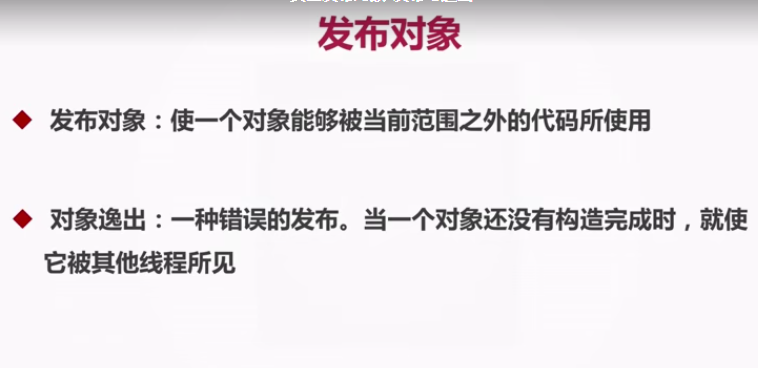 发布对象
发布对象：使一个对象能够被当前范围之外的代码所使用
对象逸出：一种错误的发布。当一个对象还没有构造完成时，就使
它被其他线程所见